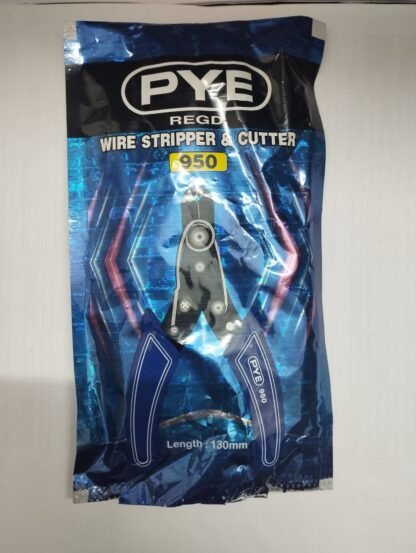 PYE
REGD.
WIRE STRIPPER & CUTTER
950
PYE 950
Length : 130mm